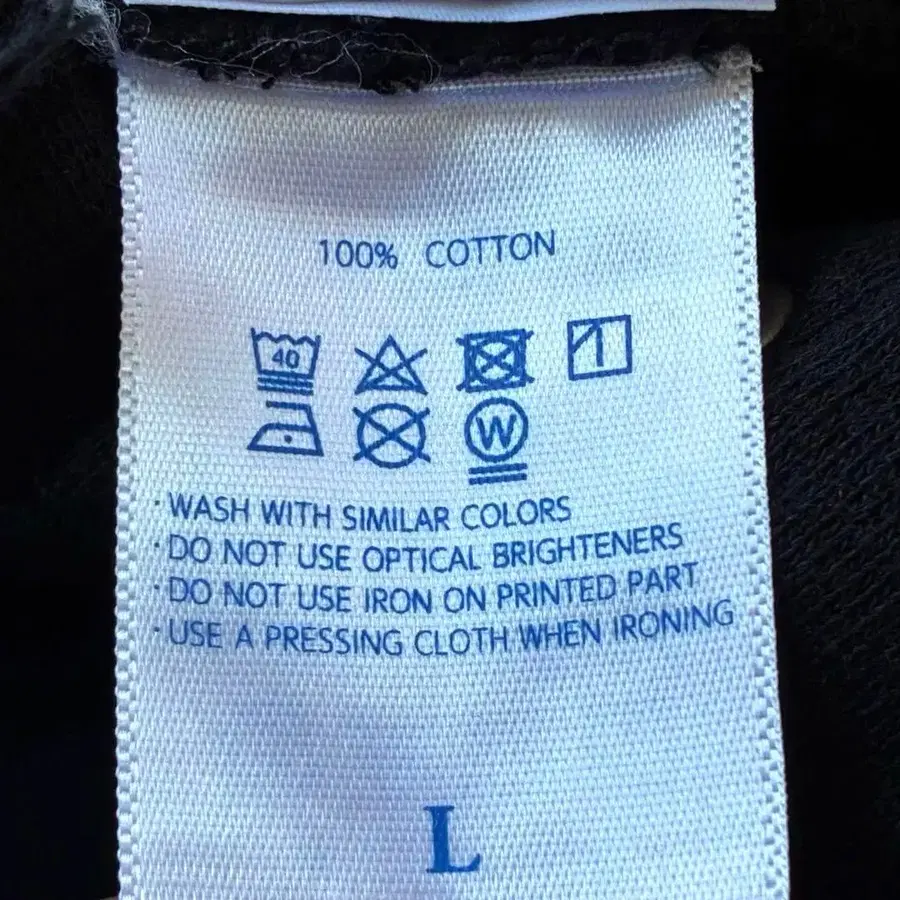 100% COTTON
40
W
· WASH WITH SIMILAR COLORS
· DO NOT USE OPTICAL BRIGHTENERS
· DO NOT USE IRON ON PRINTED PART
· USE A PRESSING CLOTH WHEN IRONING
L